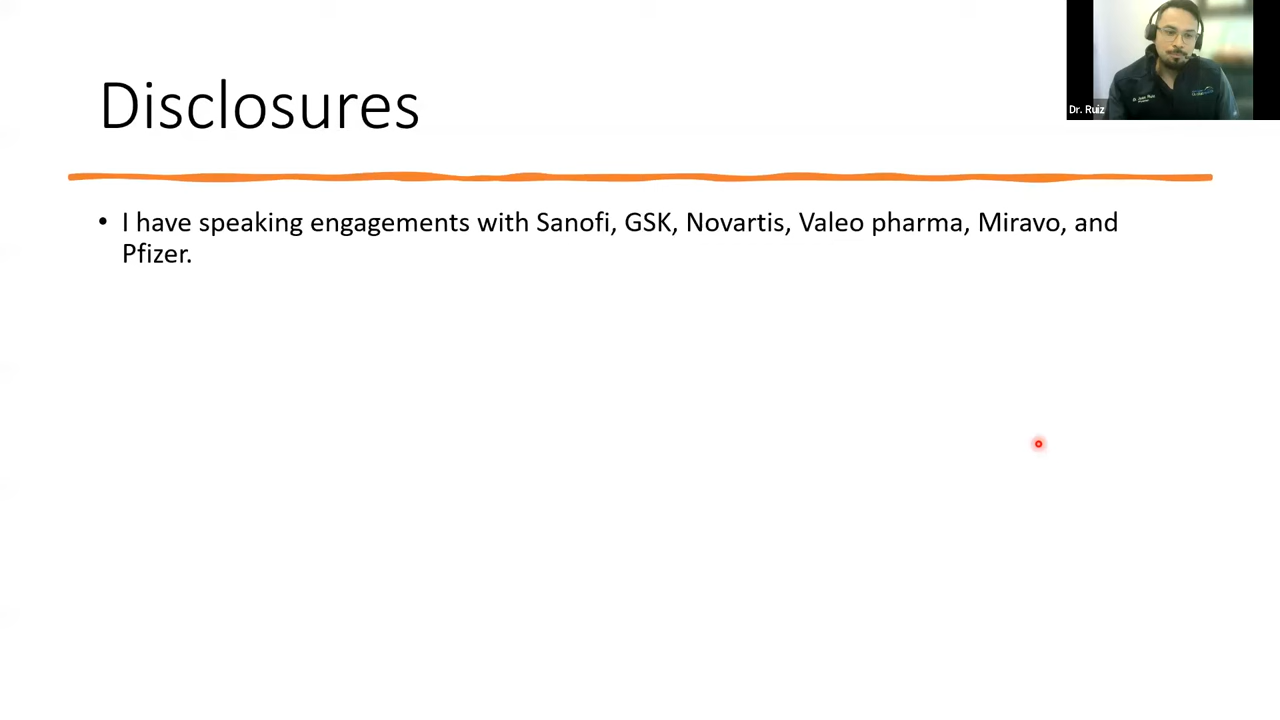 Disclosures
Dr. Ruiz
• I have speaking engagements with Sanofi, GSK, Novartis, Valeo pharma, Miravo, and
Pfizer.